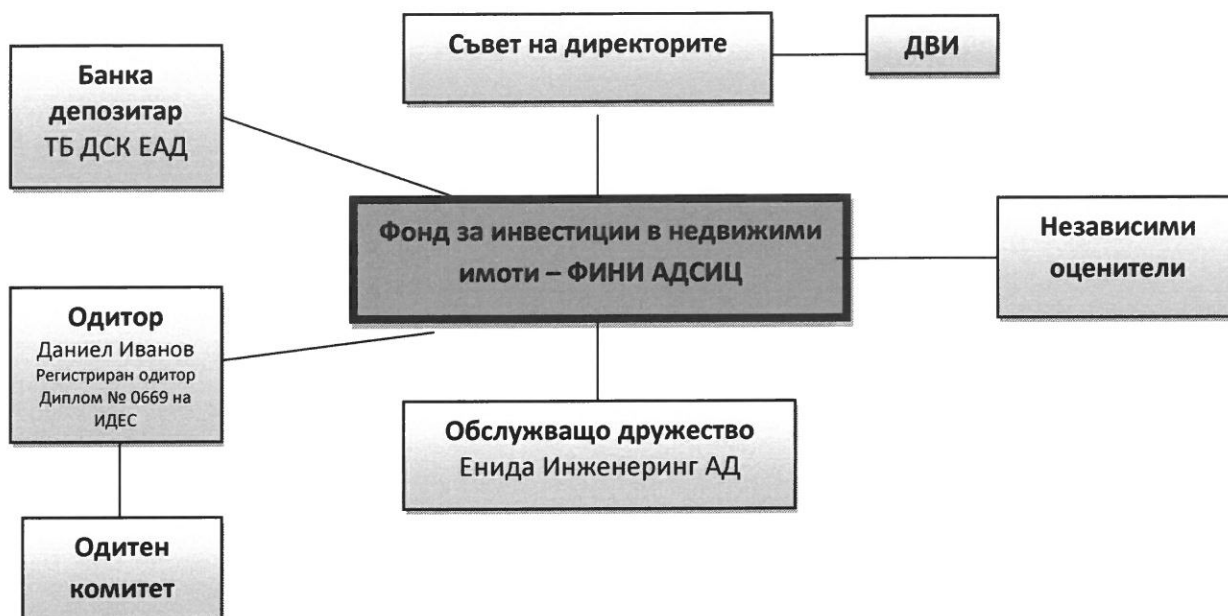 Съвет на директорите
ДВИ
Банка
депозитар
ТБ ДСК ЕАД
Фонд за инвестиции в недвижими
имоти – ФИНИ АДСИЦ
Независими
оценители
Одитор
Даниел Иванов
Регистриран одитор
Диплом № 0669 на
ИДЕС
Обслужващо дружество
Енида Инженеринг АД
Одитен
комитет